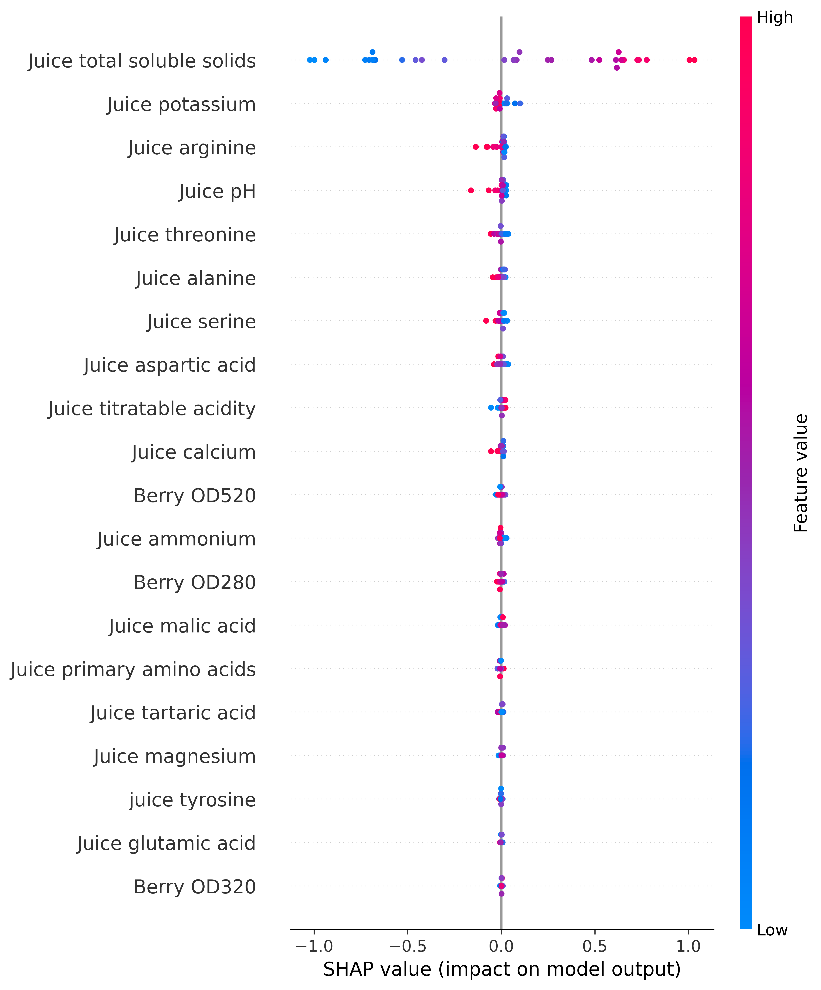 High
Juice total soluble solids
Juice potassium
Juice arginine
Juice pH
Juice threonine
Juice alanine
Juice serine
Juice aspartic acid
Juice titratable acidity
Juice calcium
Berry OD520
Juice ammonium
Berry OD280
Juice malic acid
Juice primary amino acids
Juice tartaric acid
Juice magnesium
juice tyrosine
Juice glutamic acid
Berry OD320
Feature value
Low
−1.0 −0.5 0.0 0.5 1.0
SHAP value (impact on model output)